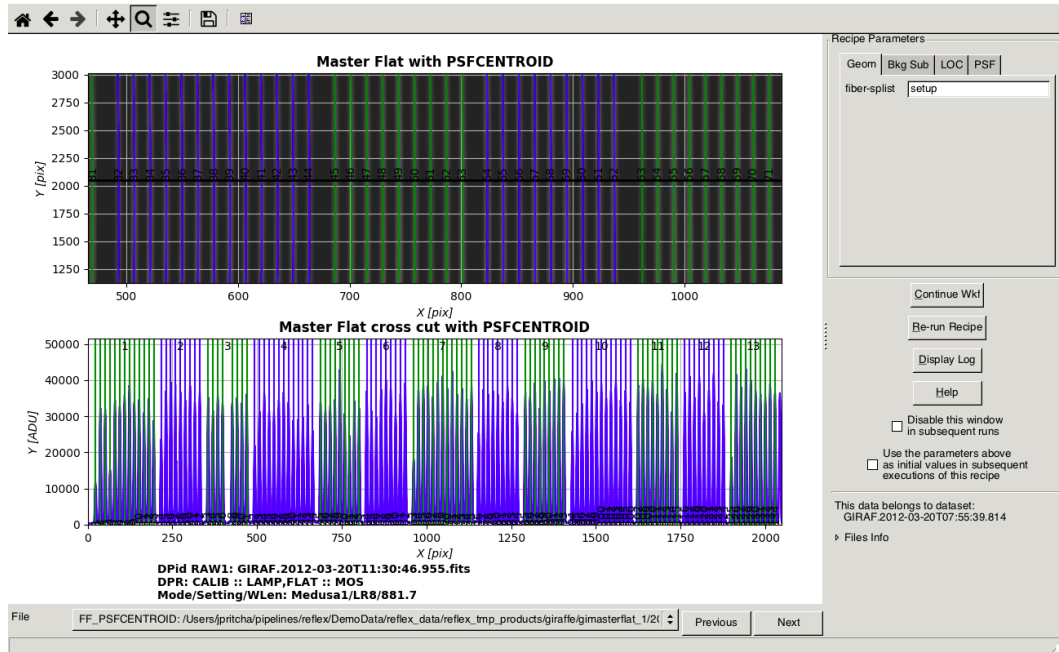 Master Flat with PSFCENTROID
3000
2750
2500
2250
2000
1750
1500
1250
Y [pix]
500 600 700 800 900 1000
X [pix]
Master Flat cross cut with PSFCENTROID
1 2 3 4 5 6 7 8 9 10 11 12 13
50000
40000
30000
20000
10000
0
Y [ADU]
0 250 500 750 1000 1250 1500 1750 2000
X [pix]
DPid RAW1: GIRAF.2012-03-20T11:30:46.955.fits
DPR: CALIB :: LAMP,FLAT :: MOS
Mode/Setting/WLen: Medusa1/LR8/881.7
Recipe Parameters
Geom Bkg Sub LOC PSF
fiber-splist setup
Continue Wkf
Re-run Recipe
Display Log
Help
Disable this window
in subsequent runs
Use the parameters above
as initial values in subsequent
executions of this recipe
This data belongs to dataset:
GIRAF.2012-03-20T07:55:39.814
Files Info
File FF_PSFCENTROID: /Users/jpritcha/pipelines/reflex/DemoData/reflex_data/reflex_tmp_products/giraffe/gimasterflat_1/20 Previous Next